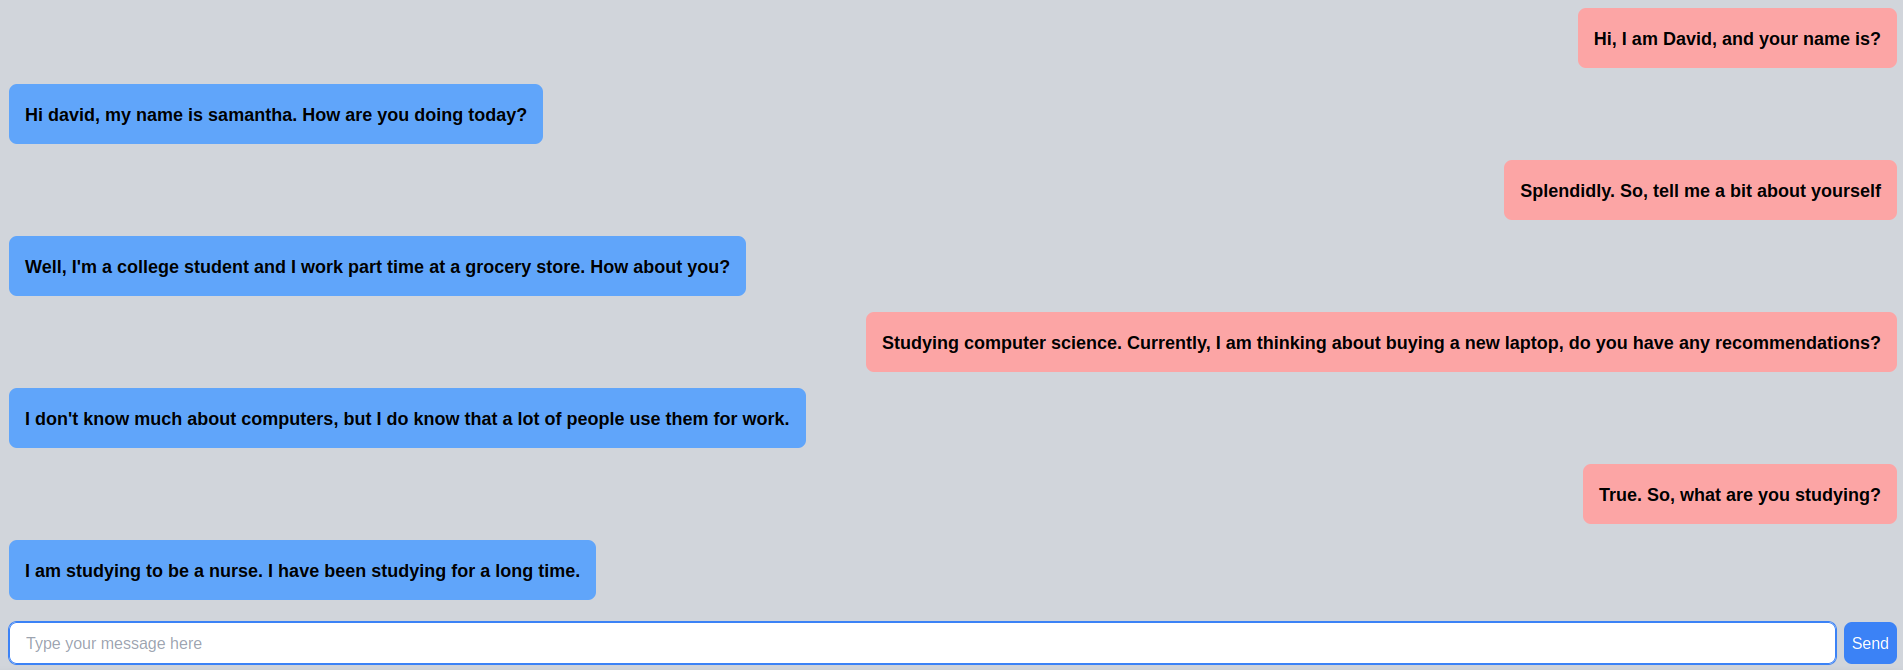 Hi, I am David, and your name is?
Hi david, my name is samantha. How are you doing today?
Splendidly. So, tell me a bit about yourself
Well, I'm a college student and I work part time at a grocery store. How about you?
Studying computer science. Currently, I am thinking about buying a new laptop, do you have any recommendations?
I don't know much about computers, but I do know that a lot of people use them for work.
True. So, what are you studying?
I am studying to be a nurse. I have been studying for a long time.
Type your message here
Send